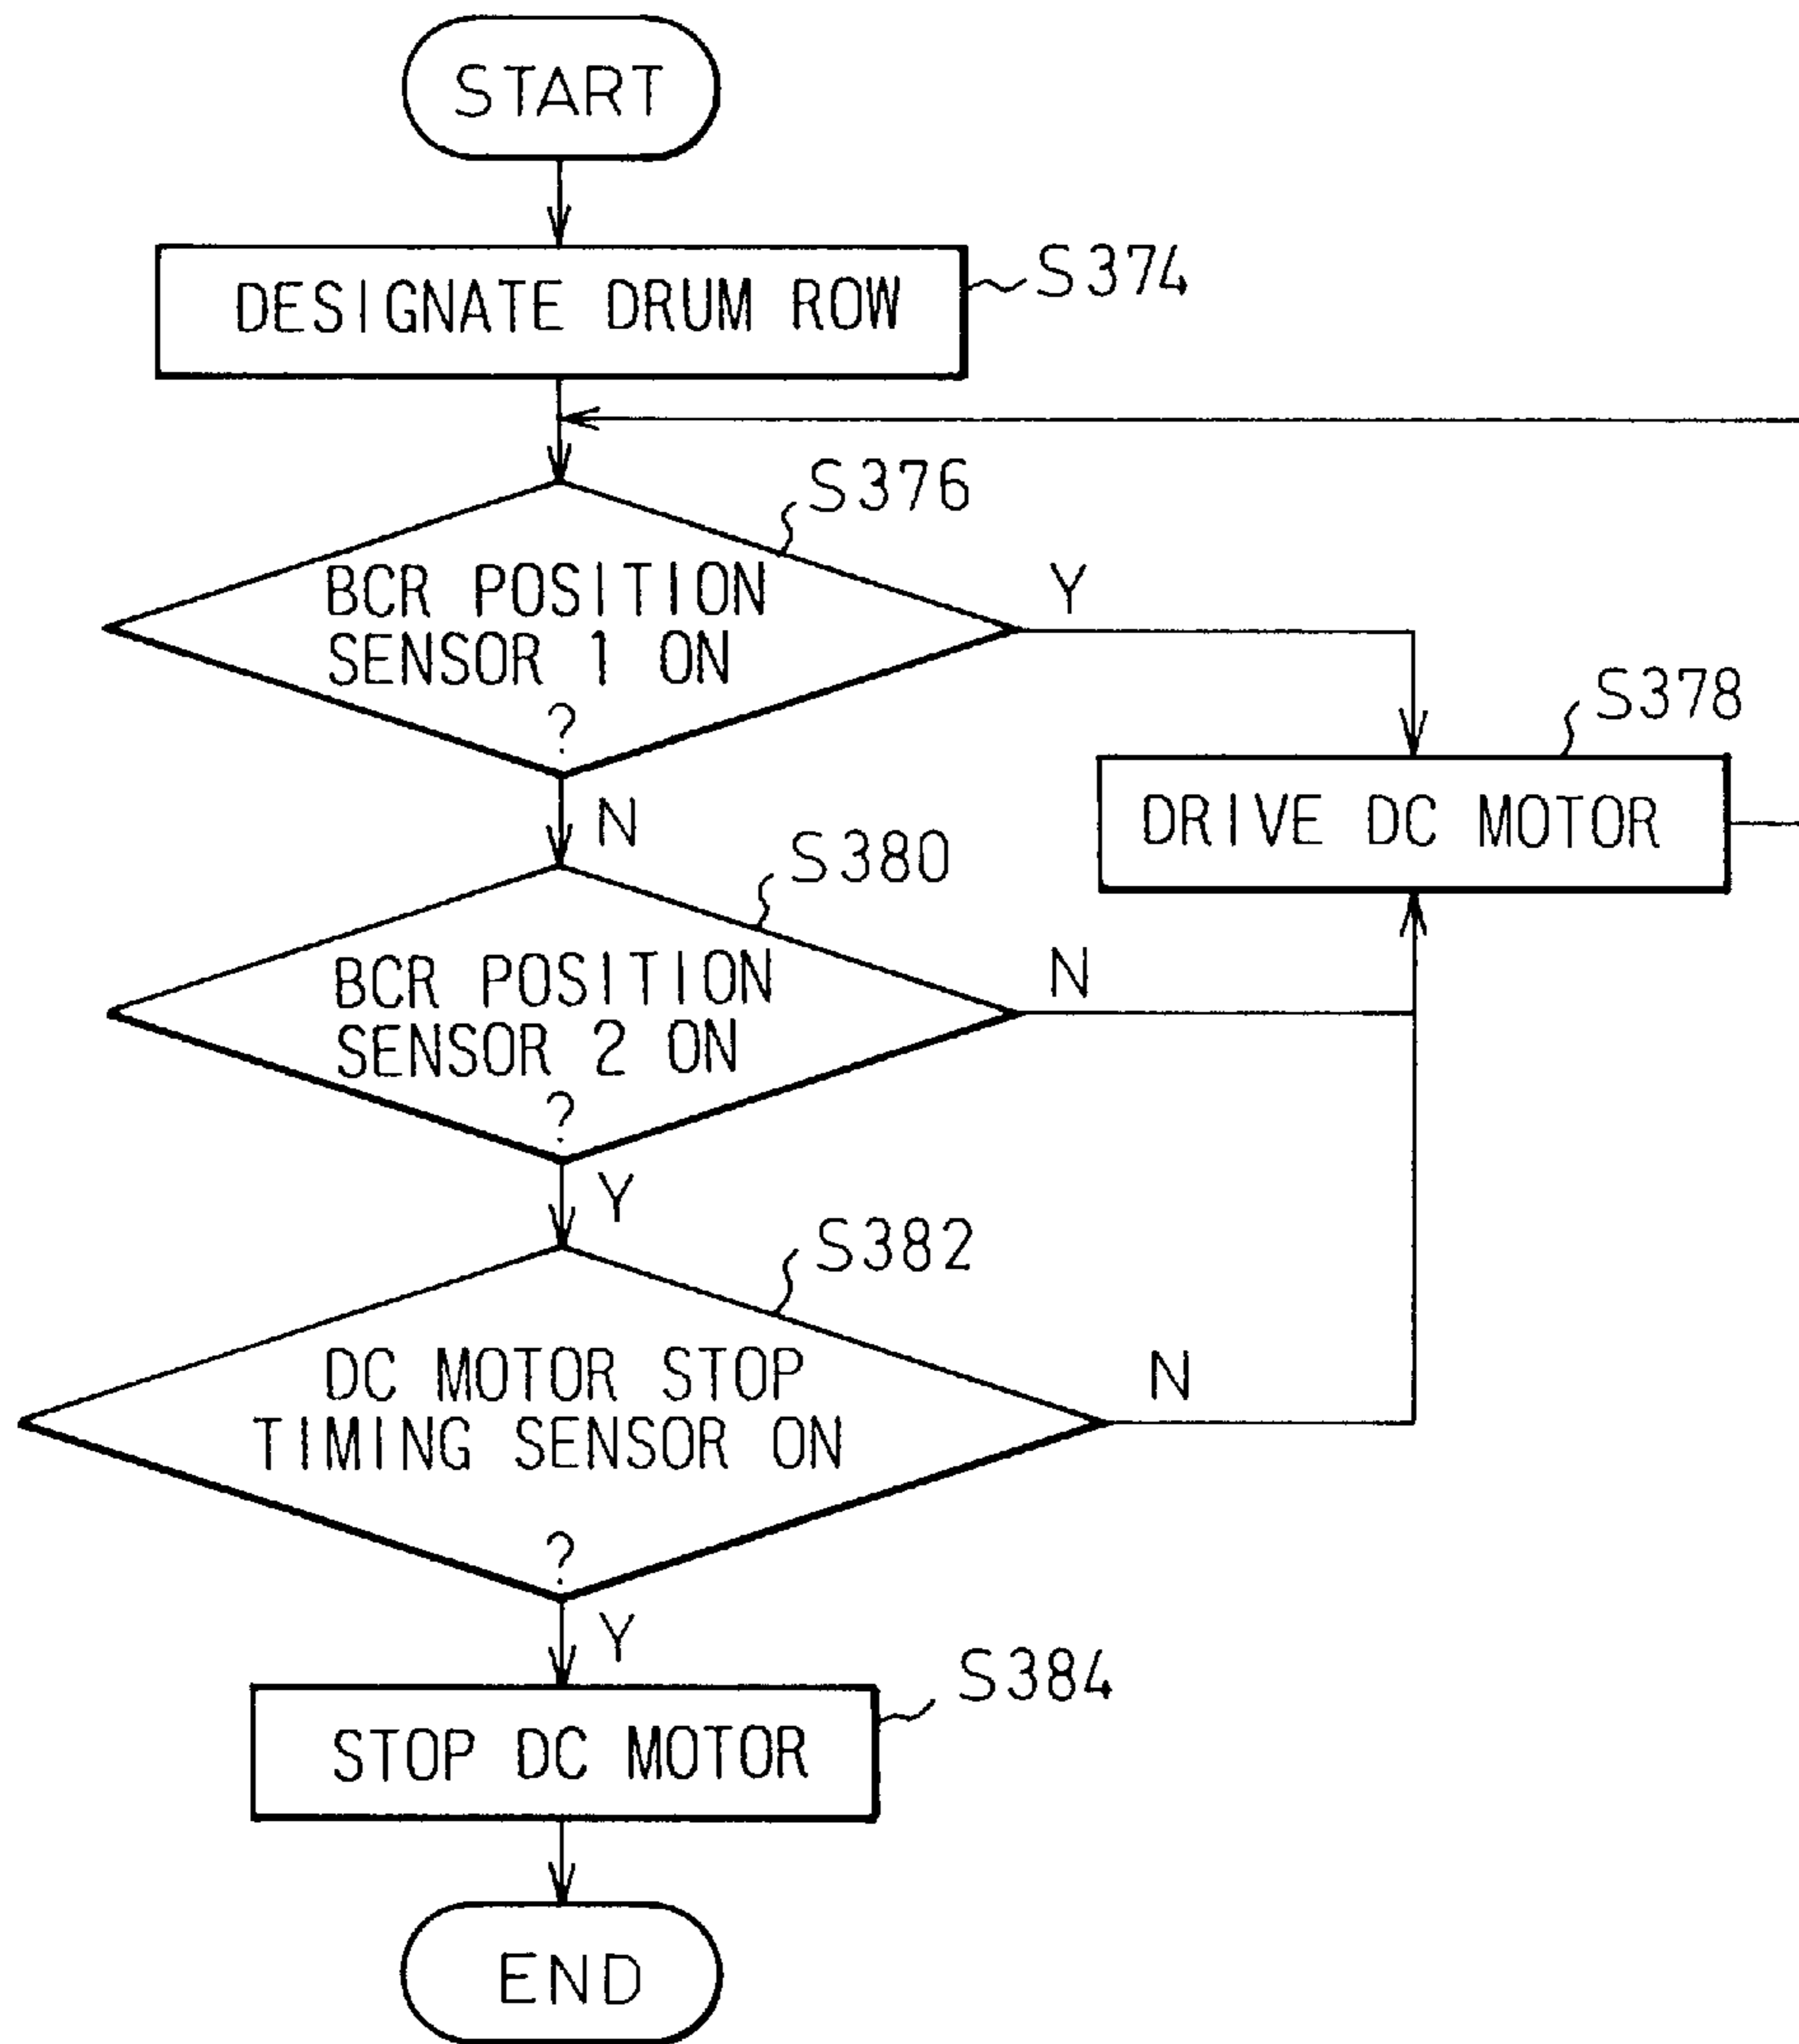 START
DESIGNATE DRUM ROW
S374
S376
BCR POSITION
SENSOR 1 ON
?
Y
N
S378
DRIVE DC MOTOR
S380
BCR POSITION
SENSOR 2 ON
?
N
Y
S382
DC MOTOR STOP
TIMING SENSOR ON
?
N
Y
S384
STOP DC MOTOR
END